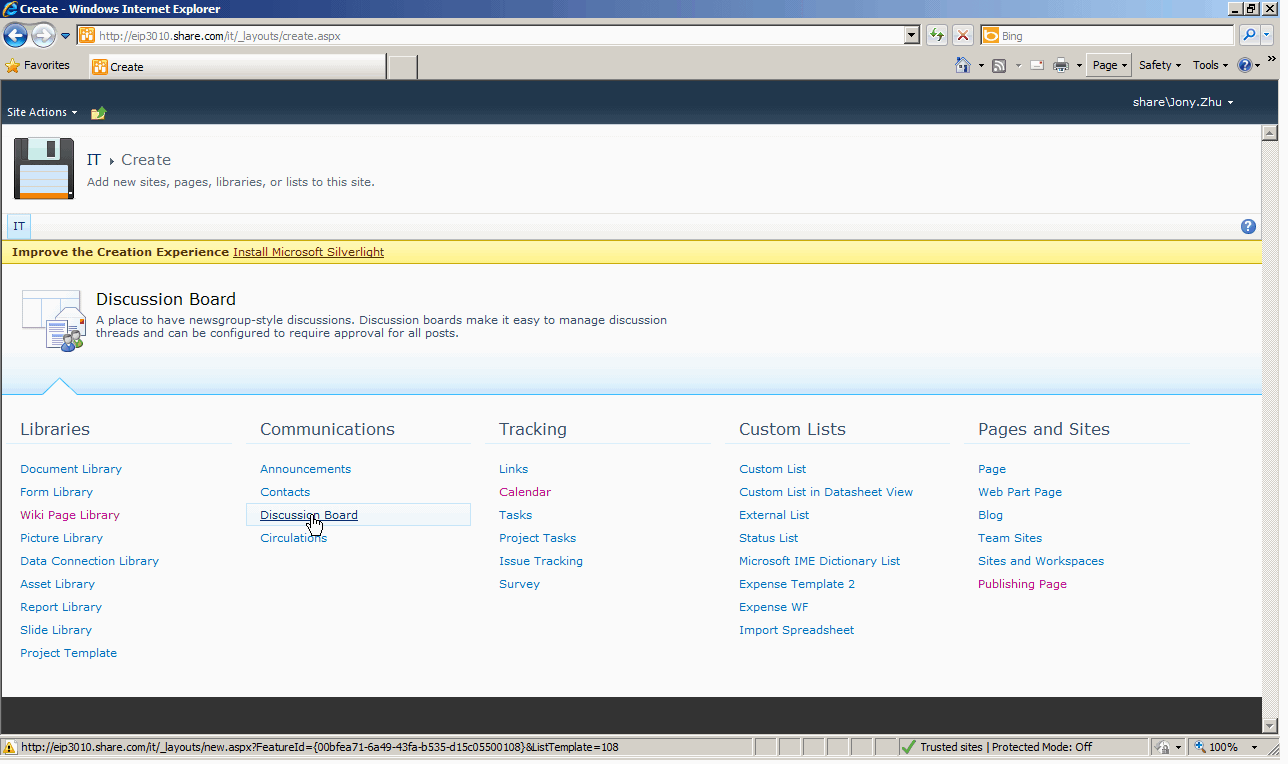 Create - Windows Internet Explorer
http://eip3010.share.com/it/_layouts/create.aspx
Bing
Favorites
Create
Page
Safety
Tools
Site Actions
share\Jony.Zhu
IT Create
Add new sites, pages, libraries, or lists to this site.
IT
Improve the Creation Experience Install Microsoft Silverlight
Discussion Board
A place to have newsgroup-style discussions. Discussion boards make it easy to manage discussion
threads and can be configured to require approval for all posts.
Libraries
Document Library
Form Library
Wiki Page Library
Picture Library
Data Connection Library
Asset Library
Report Library
Slide Library
Project Template
Communications
Announcements
Contacts
Discussion Board
Circulations
Tracking
Links
Calendar
Tasks
Project Tasks
Issue Tracking
Survey
Custom Lists
Custom List
Custom List in Datasheet View
External List
Status List
Microsoft IME Dictionary List
Expense Template 2
Expense WF
Import Spreadsheet
Pages and Sites
Page
Web Part Page
Blog
Team Sites
Sites and Workspaces
Publishing Page
http://eip3010.share.com/it/_layouts/new.aspx?FeatureId={00bfea71-6a49-43fa-b535-d15c05500108}&ListTemplate=108
Trusted sites | Protected Mode: Off
100%